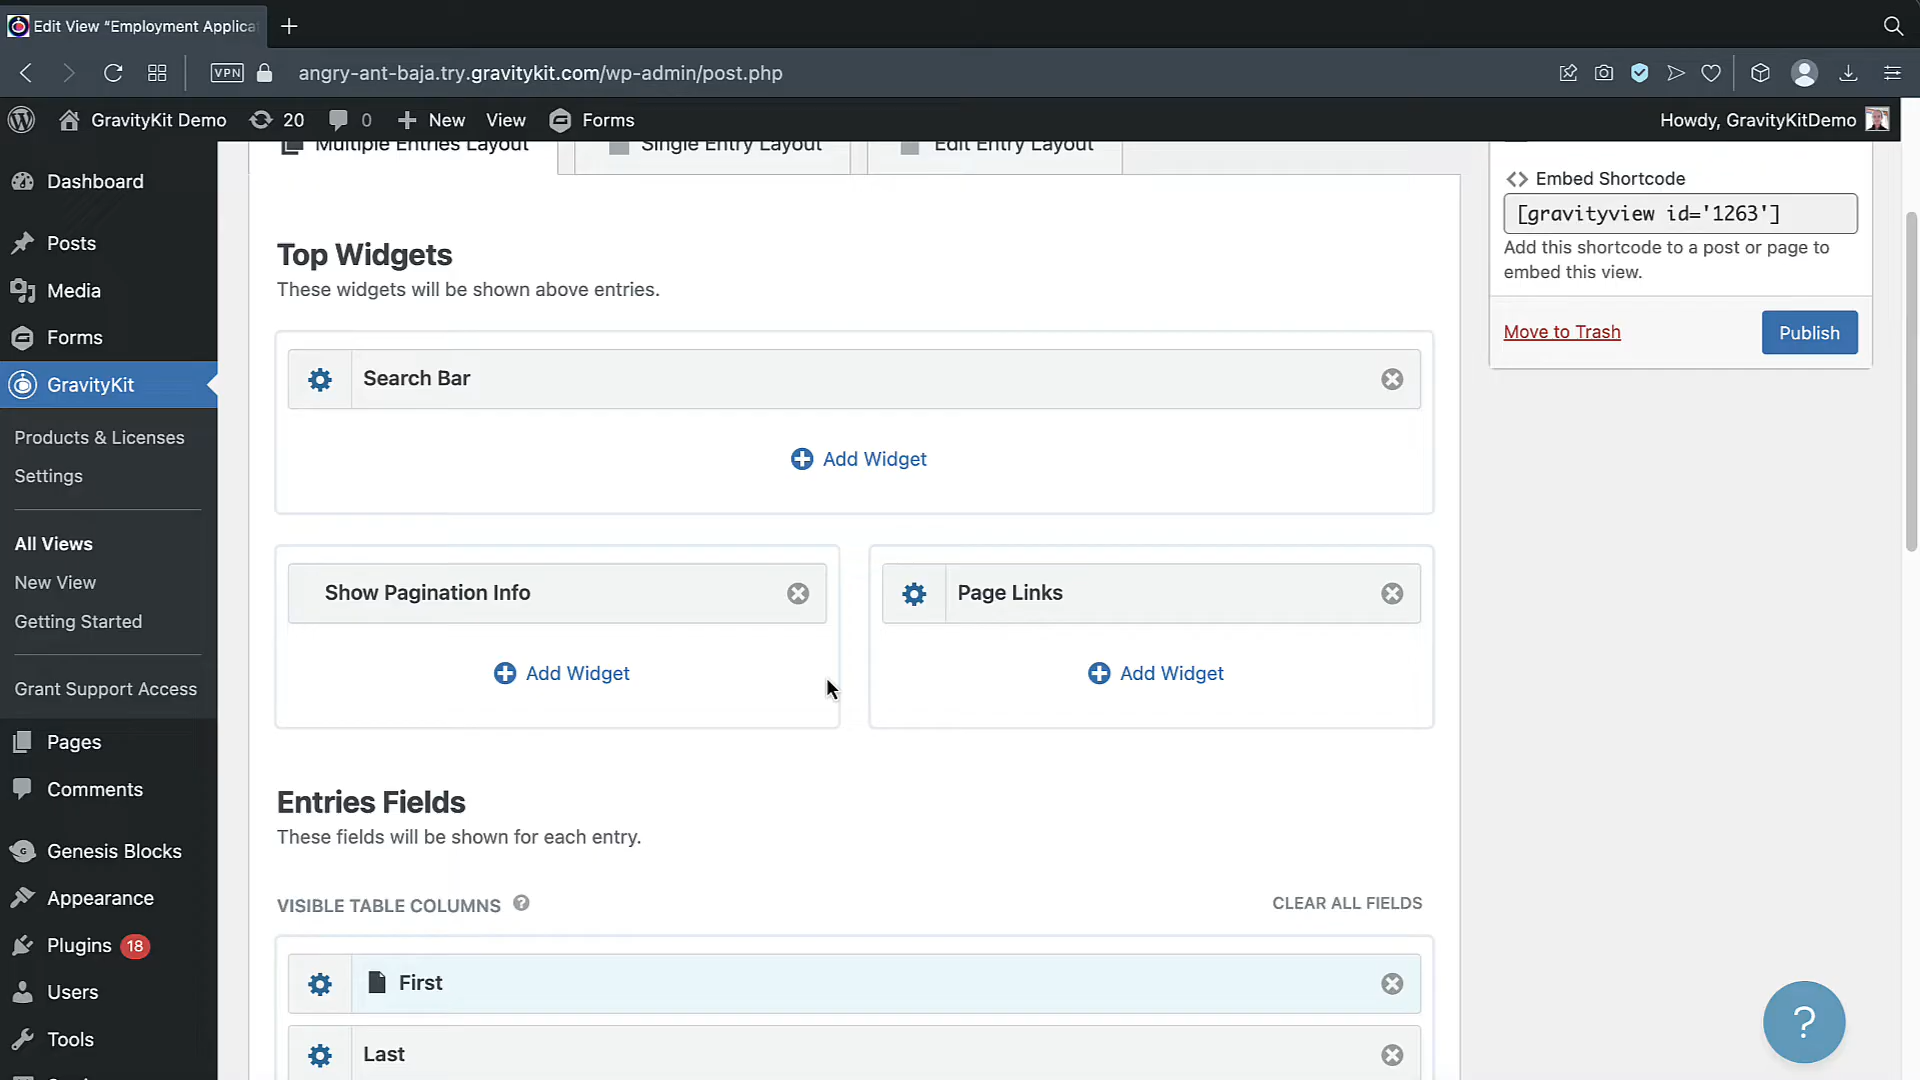 Edit View "Employment Applica
VPN
angry-ant-baja.try.gravitykit.com/wp-admin/post.php
GravityKit Demo
20
0
New
View
Forms
Howdy, GravityKitDemo
Multiple Entries Layout
Single Entry Layout
Edit Entry Layout
Dashboard
Posts
Media
Forms
GravityKit
Products & Licenses
Settings
All Views
New View
Getting Started
Grant Support Access
Pages
Comments
Genesis Blocks
Appearance
Plugins 18
Users
Tools
Top Widgets
These widgets will be shown above entries.
Search Bar
Add Widget
Show Pagination Info
Add Widget
Page Links
Add Widget
Entries Fields
These fields will be shown for each entry.
VISIBLE TABLE COLUMNS ?
CLEAR ALL FIELDS
First
Last
Embed Shortcode
[gravityview id='1263']
Add this shortcode to a post or page to
embed this view.
Move to Trash
Publish
?